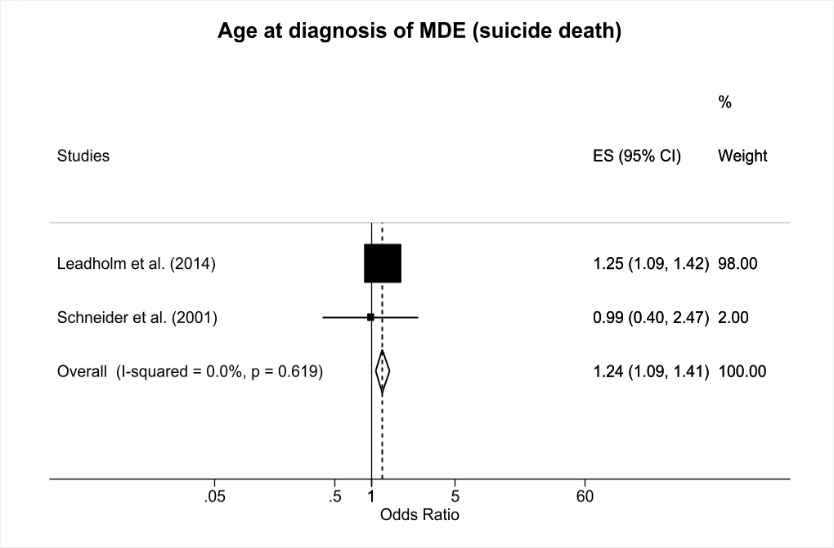 Age at diagnosis of MDE (suicide death)
%
Studies ES (95% CI) Weight
Leadholm et al. (2014) 1.25 (1.09, 1.42) 98.00
Schneider et al. (2001) 0.99 (0.40, 2.47) 2.00
Overall (I-squared = 0.0%, p = 0.619) 1.24 (1.09, 1.41) 100.00
.05 .5 1 5 60
Odds Ratio